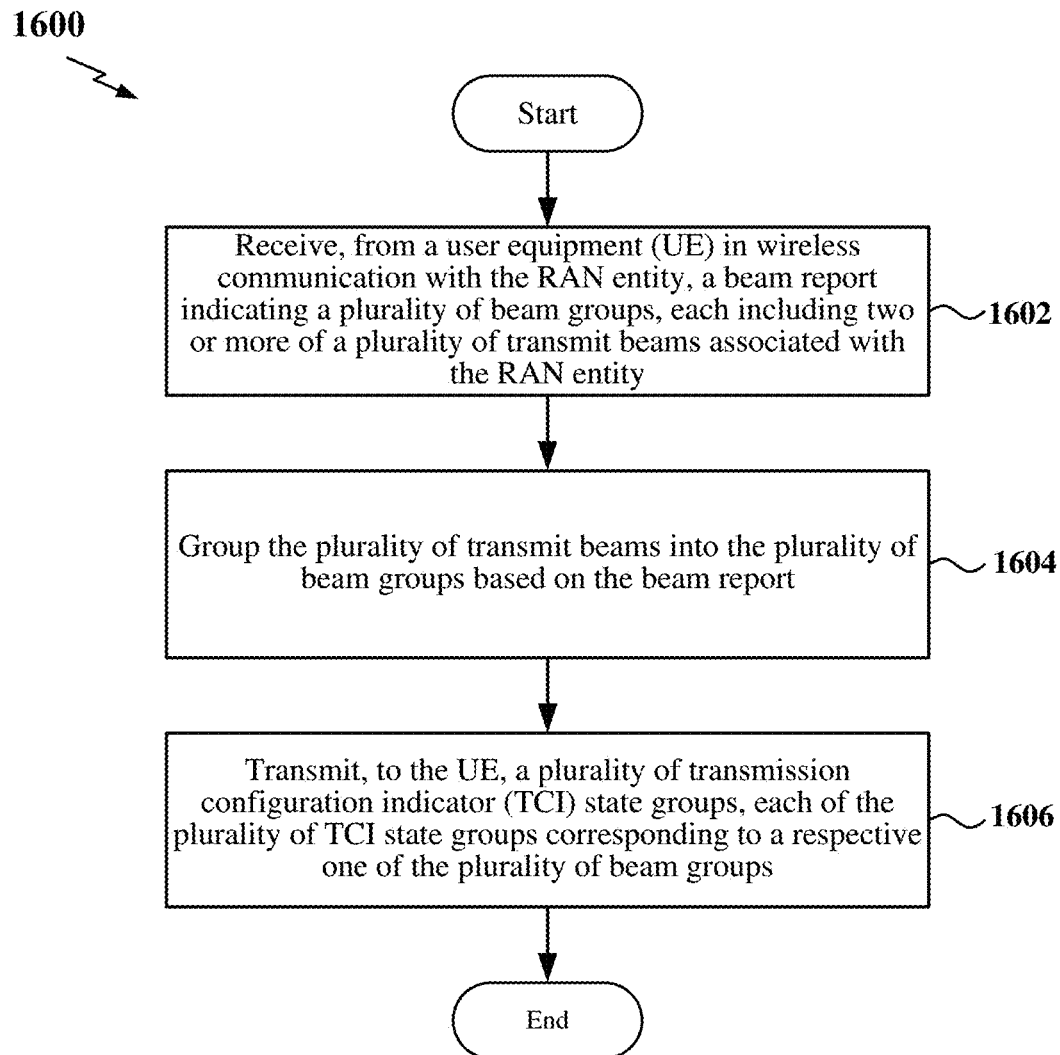 1600
Start
Receive, from a user equipment (UE) in wireless
communication with the RAN entity, a beam report
indicating a plurality of beam groups, each including two
or more of a plurality of transmit beams associated with
the RAN entity
1602
Group the plurality of transmit beams into the plurality of
beam groups based on the beam report
1604
Transmit, to the UE, a plurality of transmission
configuration indicator (TCI) state groups, each of the
plurality of TCI state groups corresponding to a respective
one of the plurality of beam groups
1606
End